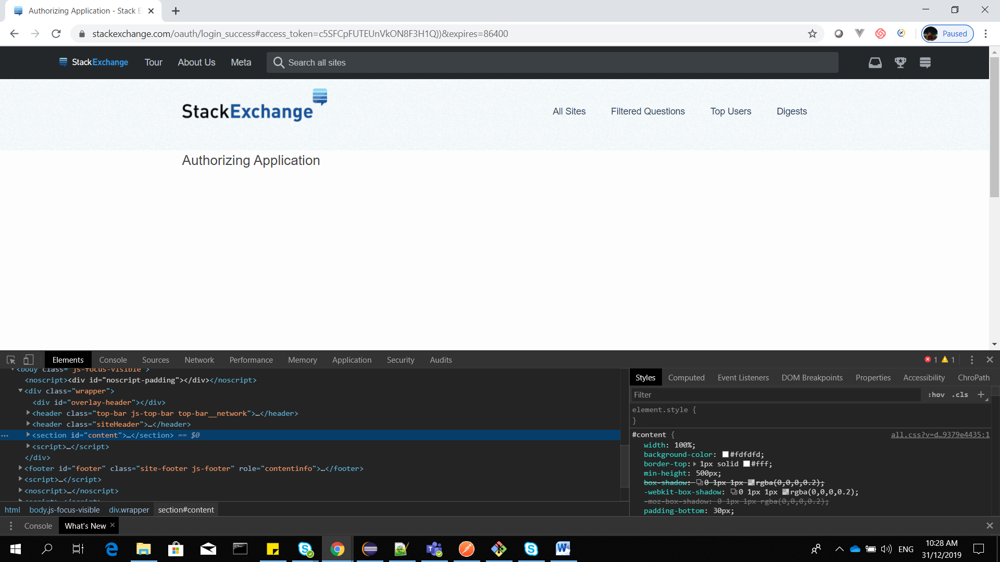 Authorizing Application - Stack E
stackexchange.com/oauth/login_success#access_token=c5SFCpFUTEUnVkON8F3H1Q))&expires=86400
Paused
StackExchange Tour About Us Meta Search all sites
StackExchange All Sites Filtered Questions Top Users Digests
Authorizing Application
Elements Console Sources Network Performance Memory Application Security Audits 1 1
<body class="js-focus-visible">
<noscript><div id="noscript-padding"></div></noscript>
<div class="wrapper">
<div id="overlay-header"></div>
<header class="top-bar js-top-bar top-bar__network">…</header>
<header class="siteHeader">…</header>
<section id="content">…</section> == $0
<script>…</script>
</div>
<footer id="footer" class="site-footer js-footer" role="contentinfo">…</footer>
<script>…</script>
<noscript>…</noscript>
html body.js-focus-visible div.wrapper section#content
Styles Computed Event Listeners DOM Breakpoints Properties Accessibility ChroPath
Filter :hov .cls +
element.style {
}
#content { all.css?v=d…9379e4435:1
width: 100%;
background-color: #fdfdfd;
border-top: 1px solid #fff;
min-height: 500px;
box-shadow: 0 1px 1px rgba(0,0,0,0.2);
-webkit-box-shadow: 0 1px 1px rgba(0,0,0,0.2);
-moz-box-shadow: 0 1px 1px rgba(0,0,0,0.2);
padding-bottom: 30px;
Console What's New
ENG 10:28 AM
31/12/2019